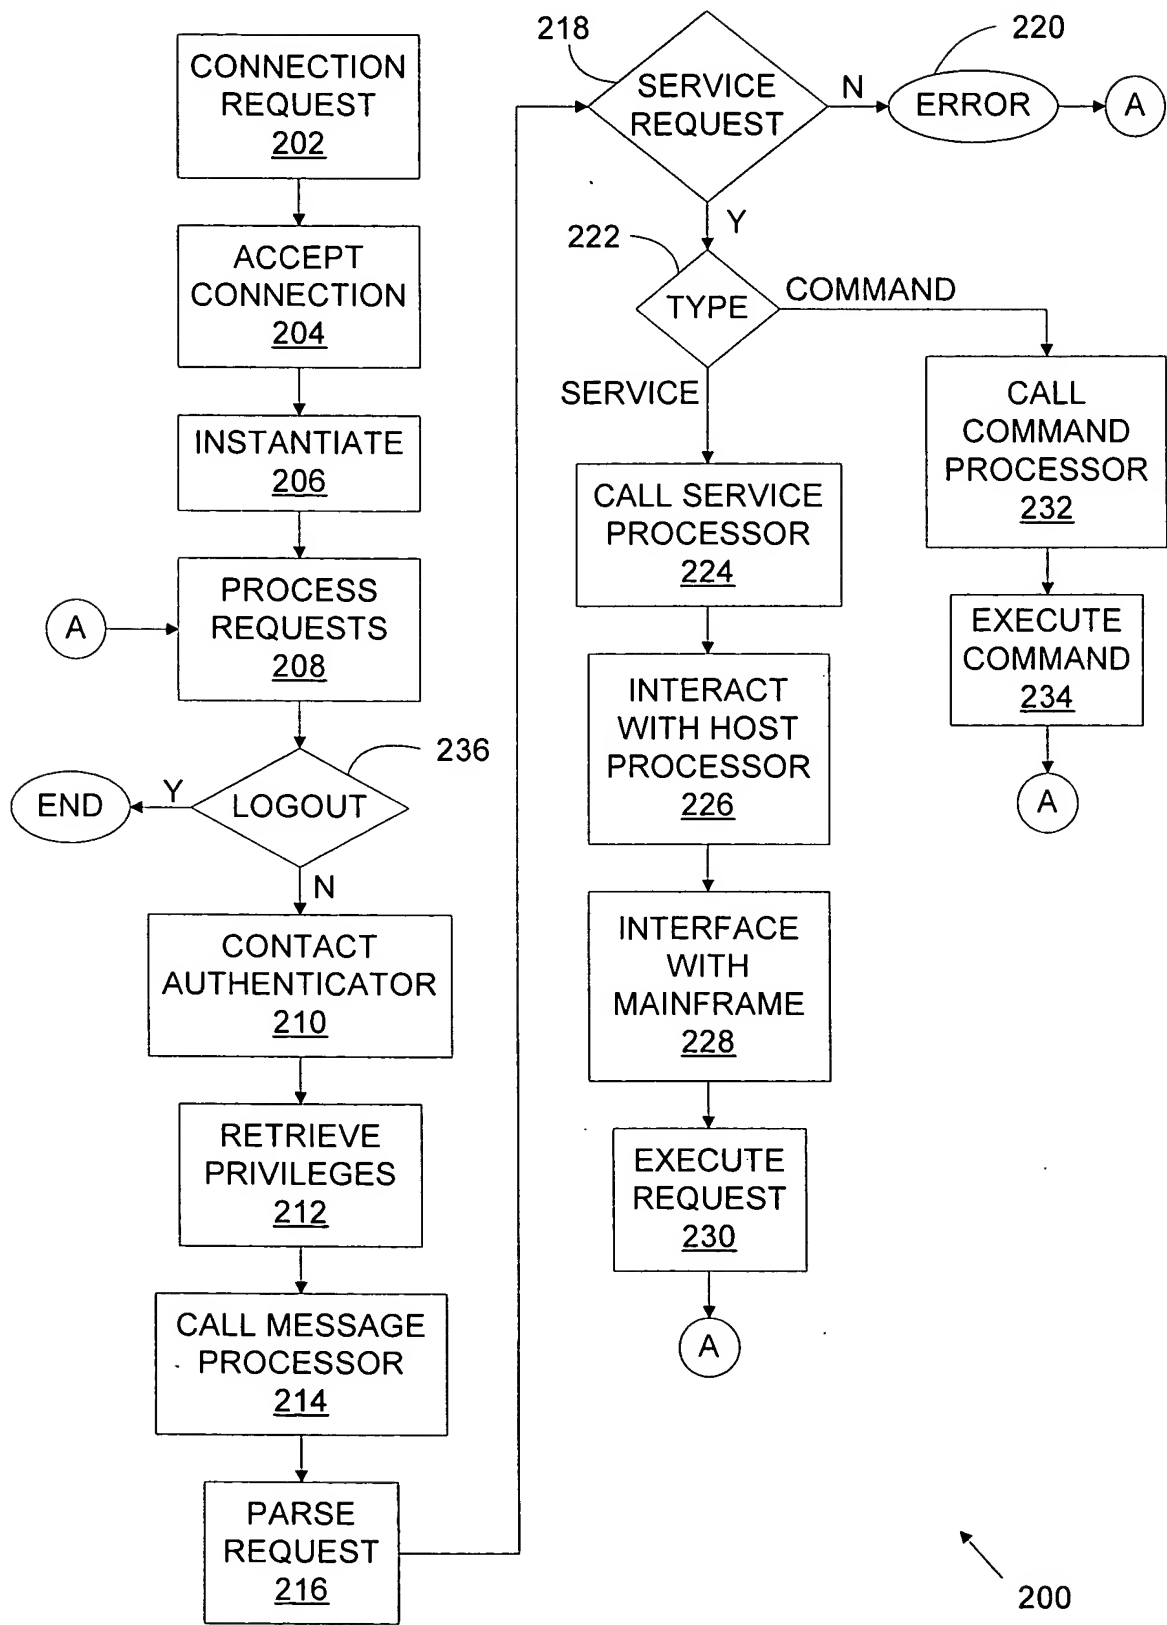 CONNECTION
REQUEST
202
ACCEPT
CONNECTION
204
INSTANTIATE
206
A
PROCESS
REQUESTS
208
236
END
Y
LOGOUT
N
CONTACT
AUTHENTICATOR
210
RETRIEVE
PRIVILEGES
212
CALL MESSAGE
PROCESSOR
214
PARSE
REQUEST
216
218
SERVICE
REQUEST
N
220
ERROR
A
Y
222
TYPE
COMMAND
SERVICE
CALL SERVICE
PROCESSOR
224
INTERACT
WITH HOST
PROCESSOR
226
INTERFACE
WITH
MAINFRAME
228
EXECUTE
REQUEST
230
A
CALL
COMMAND
PROCESSOR
232
EXECUTE
COMMAND
234
A
200